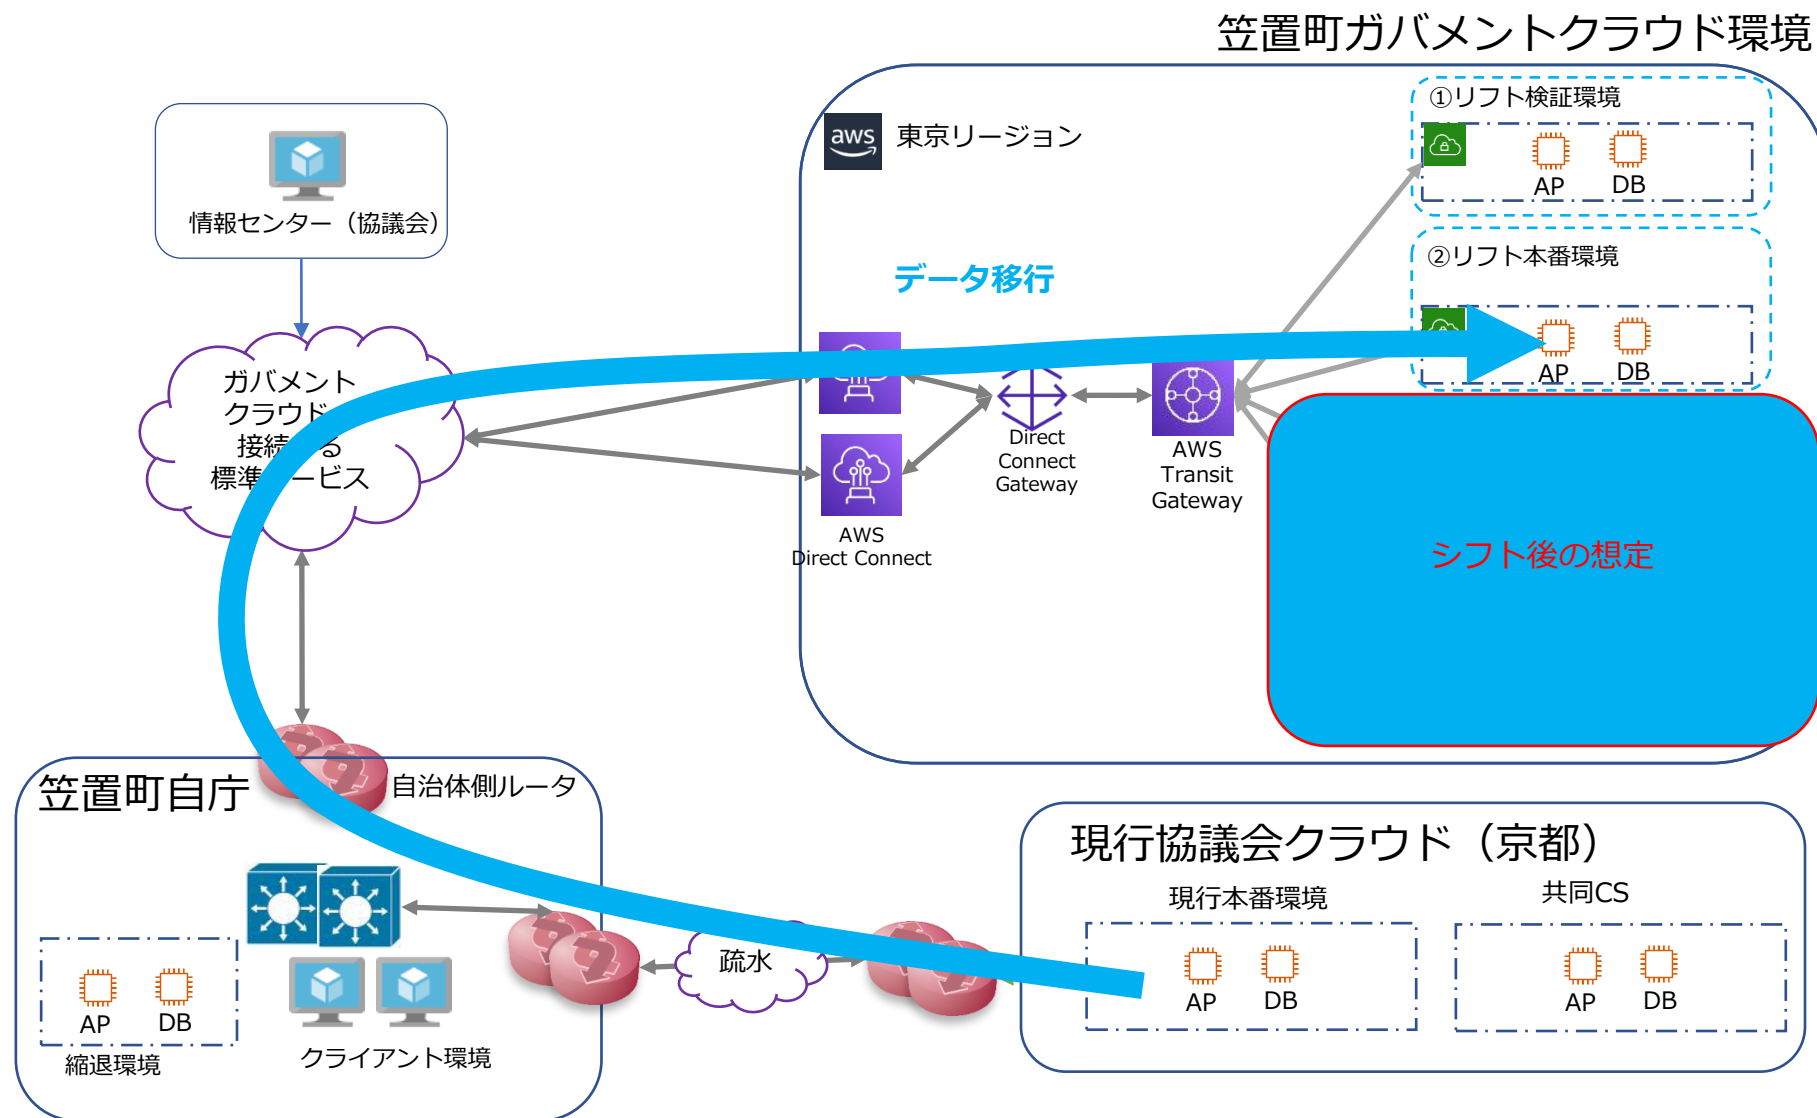 笠置町ガバメントクラウド環境
aws
東京リージョン
①リフト検証環境
AP
DB
②リフト本番環境
AP
DB
情報センター（協議会）
データ移行
ガバメント
クラウド
接続 る
標準 ービス
Direct
Connect
Gateway
AWS
Transit
Gateway
AWS
Direct Connect
シフト後の想定
笠置町自庁
自治体側ルータ
AP
DB
縮退環境
クライアント環境
疏水
現行協議会クラウド（京都）
現行本番環境
AP
DB
共同CS
AP
DB